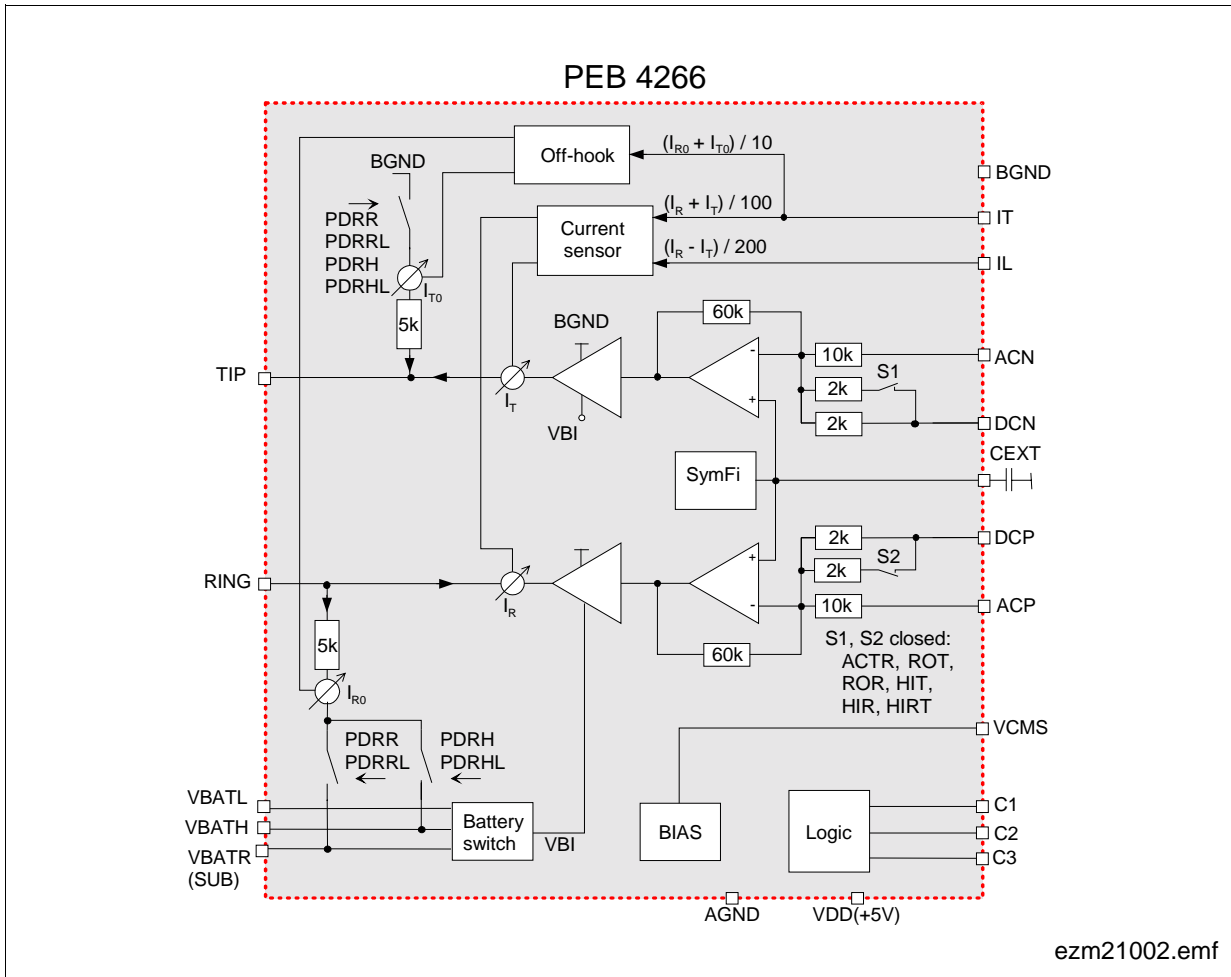 PEB 4266
Off-hook
(IR0 + IT0) / 10
BGND
BGND
PDRR
PDRRL
PDRH
PDRHL
IT0
5k
Current
sensor
(IR + IT) / 100
(IR - IT) / 200
IT
IL
60k
BGND
10k
ACN
S1
2k
2k
DCN
TIP
IT
VBI
-
+
SymFi
CEXT
2k
DCP
S2
2k
10k
ACP
+
-
60k
RING
IR
5k
IR0
S1, S2 closed:
ACTR, ROT,
ROR, HIT,
HIR, HIRT
PDRR
PDRRL
PDRH
PDRHL
VCMS
VBATL
VBATH
VBATR
(SUB)
Battery
switch
VBI
BIAS
Logic
C1
C2
C3
AGND
VDD(+5V)
ezm21002.emf